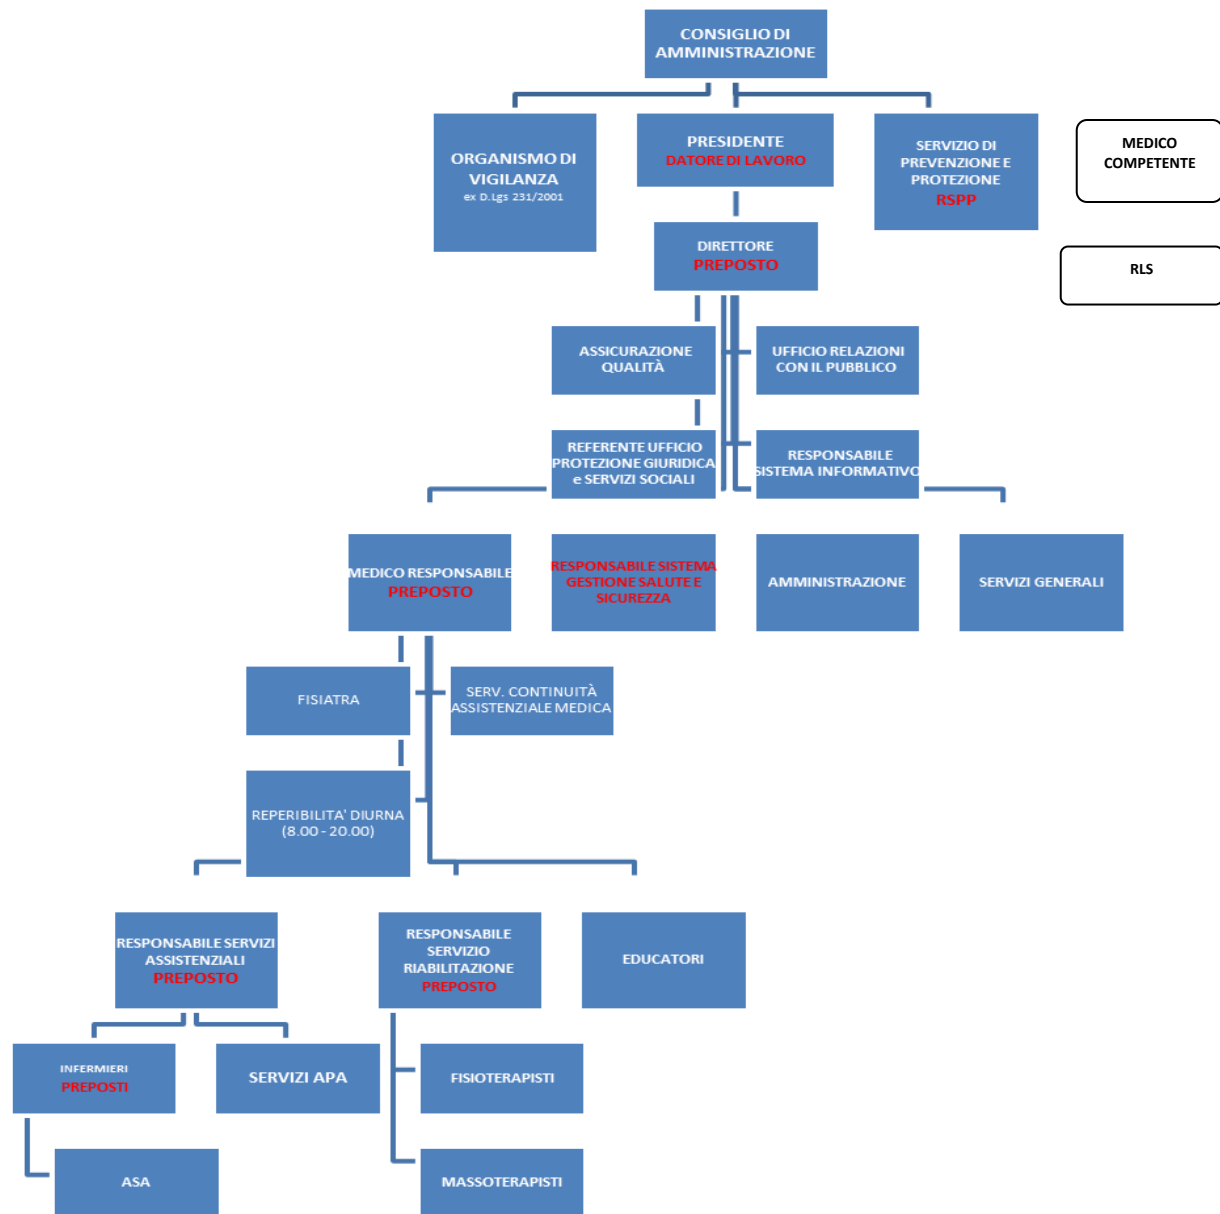 CONSIGLIO DI
AMMINISTRAZIONE
ORGANISMO DI
VIGILANZA
ex D.Lgs 231/2001
PRESIDENTE
DATORE DI LAVORO
SERVIZIO DI
PREVENZIONE E
PROTEZIONE
RSPP
MEDICO
COMPETENTE
DIRETTORE
PREPOSTO
RLS
ASSICURAZIONE
QUALITÀ
UFFICIO RELAZIONI
CON IL PUBBLICO
REFERENTE UFFICIO
PROTEZIONE GIURIDICA
e SERVIZI SOCIALI
RESPONSABILE
SISTEMA INFORMATIVO
MEDICO RESPONSABILE
PREPOSTO
RESPONSABILE SISTEMA
GESTIONE SALUTE E
SICUREZZA
AMMINISTRAZIONE
SERVIZI GENERALI
FISIATRA
SERV. CONTINUITÀ
ASSISTENZIALE MEDICA
REPERIBILITA' DIURNA
(8.00 - 20.00)
RESPONSABILE SERVIZI
ASSISTENZIALI
PREPOSTO
RESPONSABILE
SERVIZIO
RIABILITAZIONE
PREPOSTO
EDUCATORI
INFERMIERI
PREPOSTI
SERVIZI APA
FISIOTERAPISTI
ASA
MASSOTERAPISTI